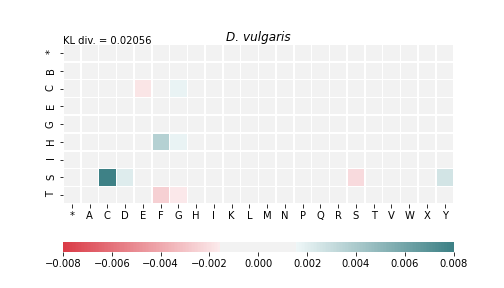 KL div. = 0.02056
D. vulgaris
*
B
C
E
G
H
I
S
T
* A C D E F G H I K L M N P Q R S T V W X Y
−0.008 −0.006 −0.004 −0.002 0.000 0.002 0.004 0.006 0.008